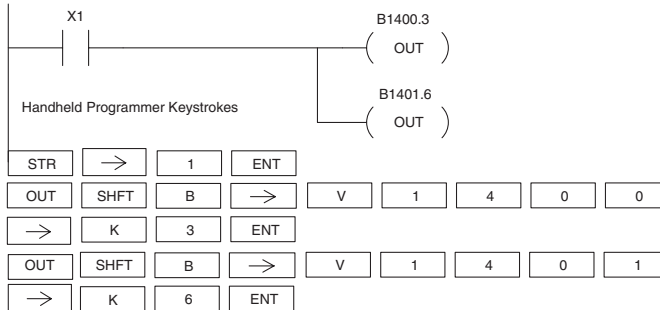 X1
B1400.3
OUT
B1401.6
OUT
Handheld Programmer Keystrokes
STR → 1 ENT
OUT SHFT B → V 1 4 0 0
→ K 3 ENT
OUT SHFT B → V 1 4 0 1
→ K 6 ENT